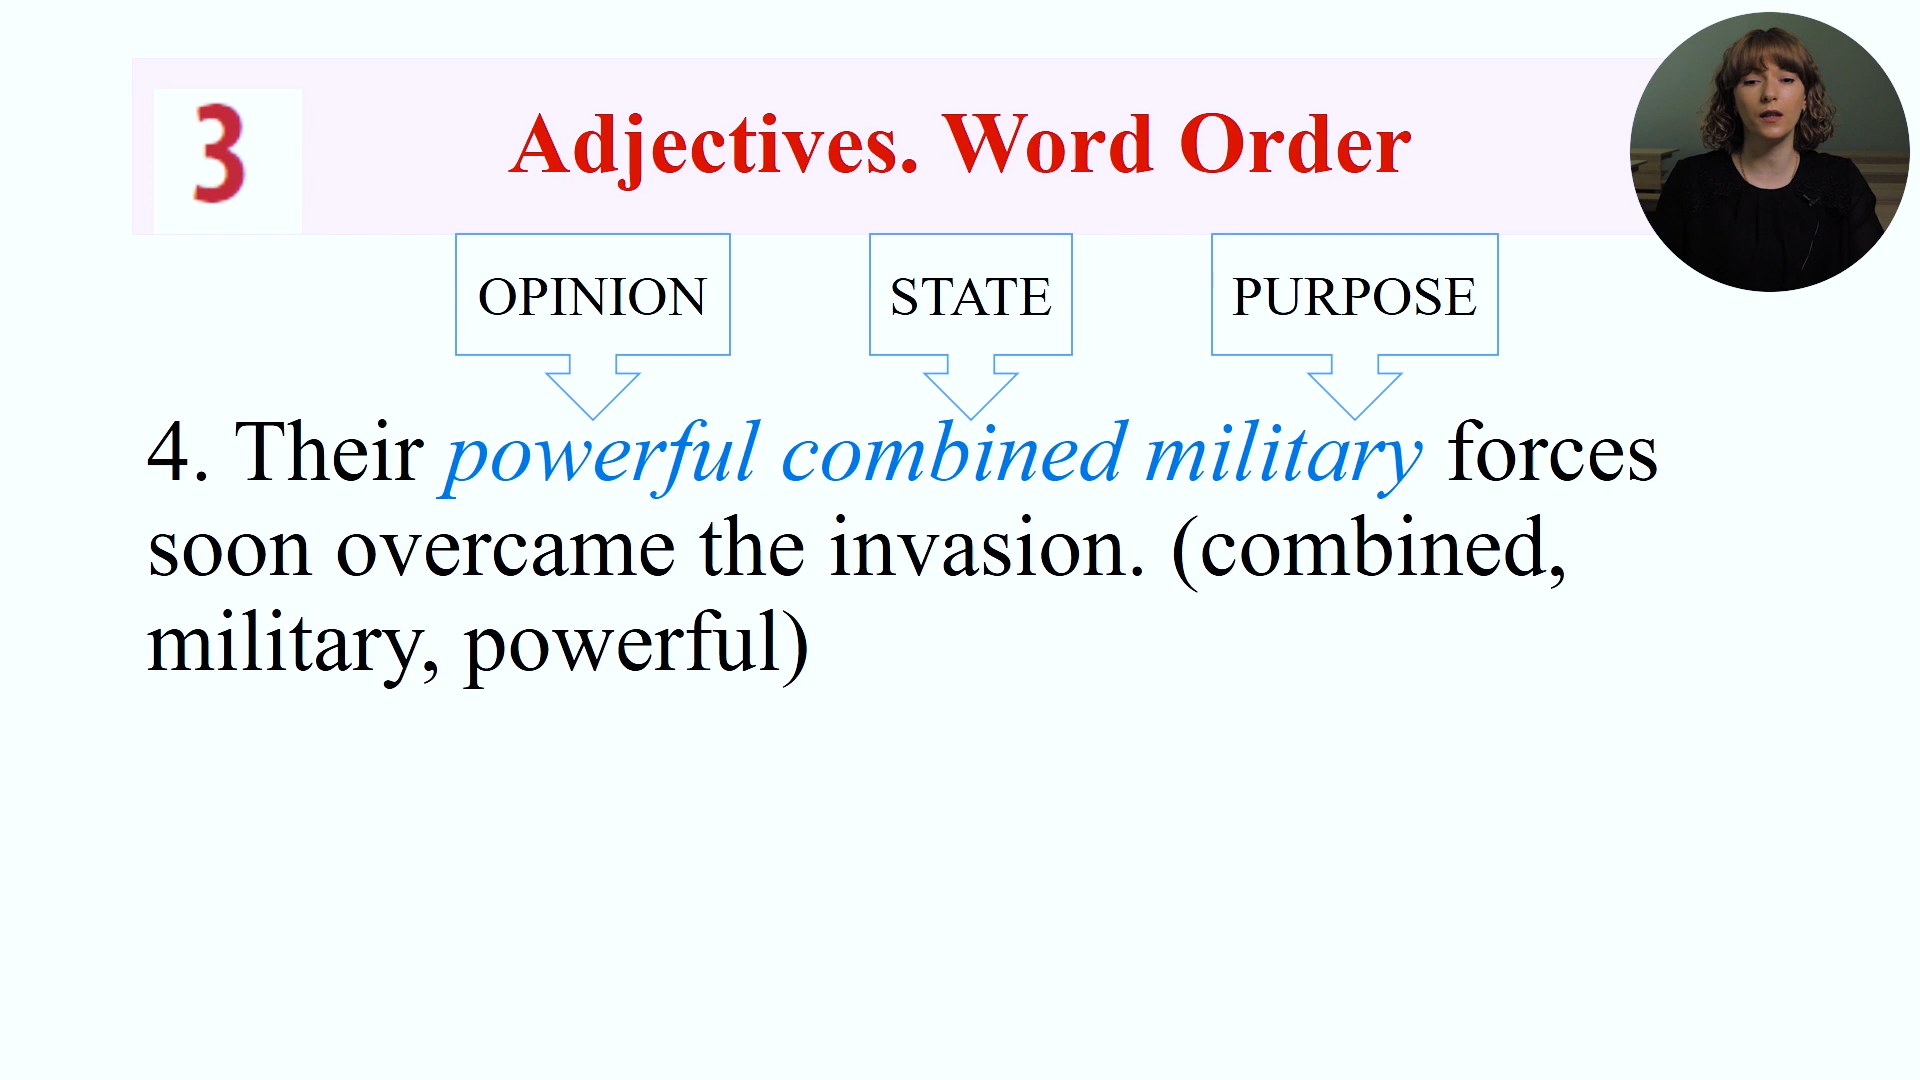 3
Adjectives. Word Order
OPINION
STATE
PURPOSE
4. Their powerful combined military forces
soon overcame the invasion. (combined,
military, powerful)